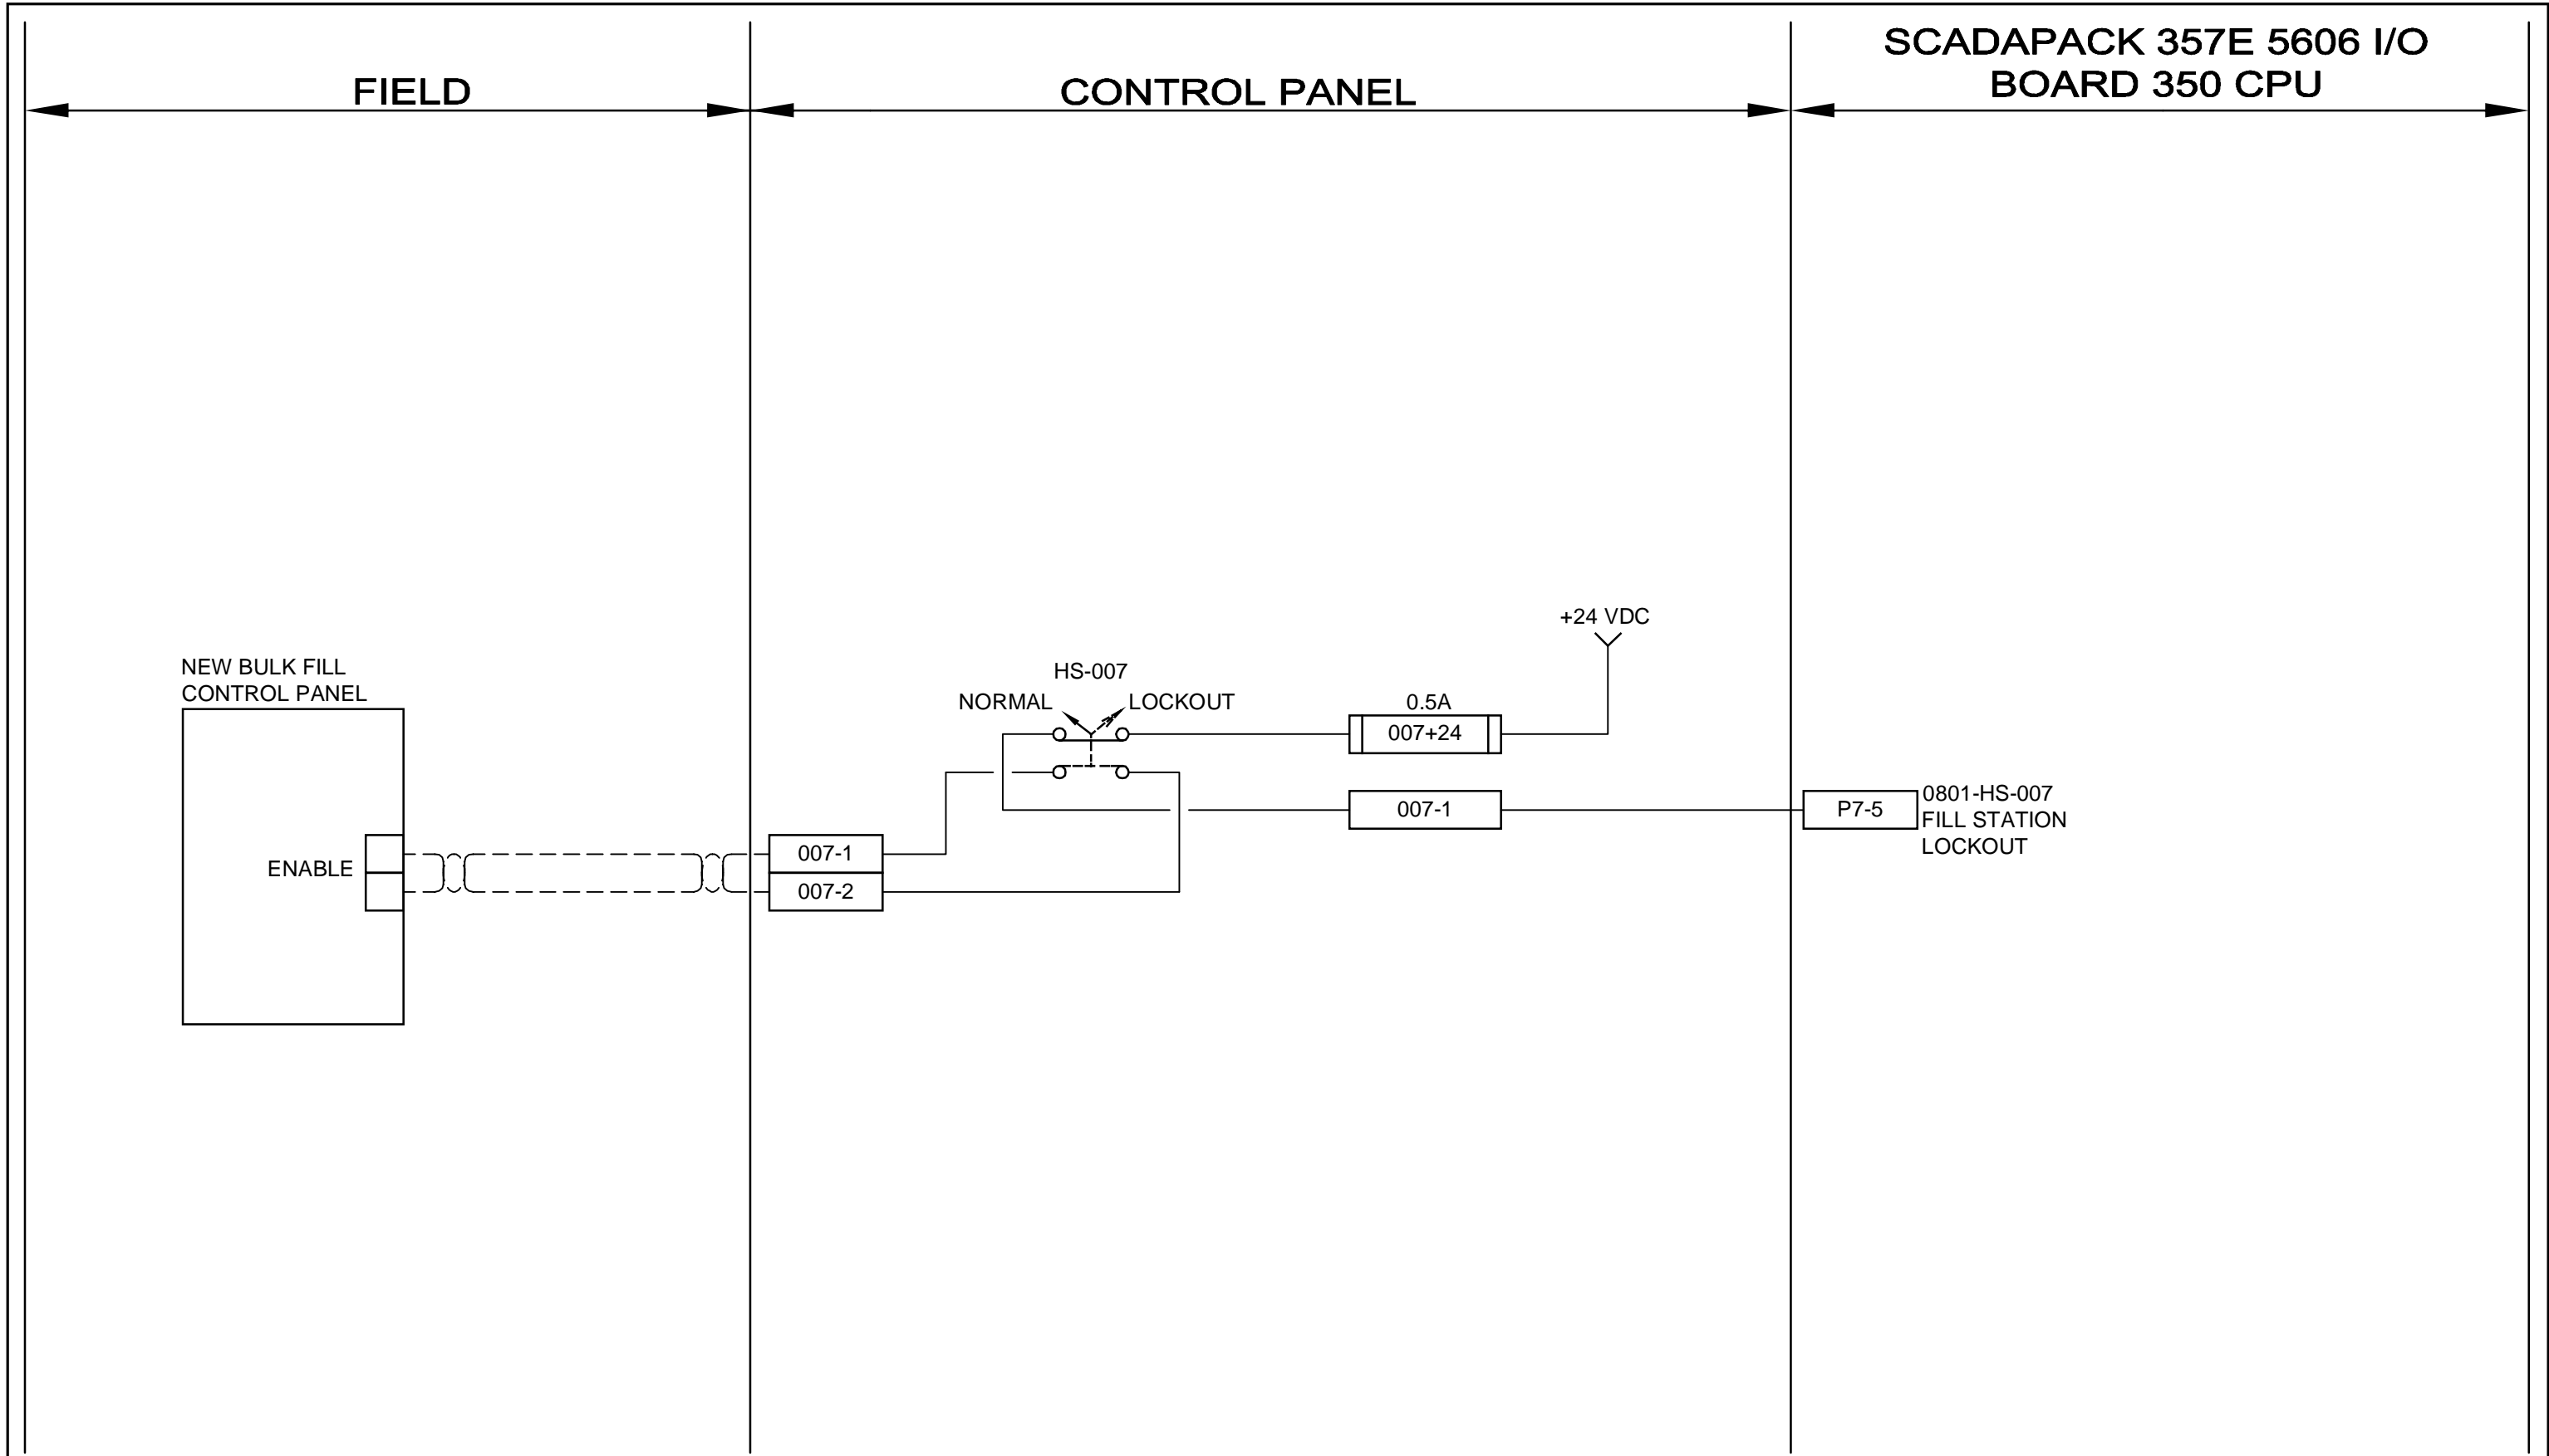 FIELD
CONTROL PANEL
SCADAPACK 357E 5606 I/O
BOARD 350 CPU
+24 VDC
NEW BULK FILL
CONTROL PANEL
HS-007
NORMAL
LOCKOUT
0.5A
007+24
007-1
P7-5
0801-HS-007
FILL STATION
LOCKOUT
ENABLE
007-1
007-2